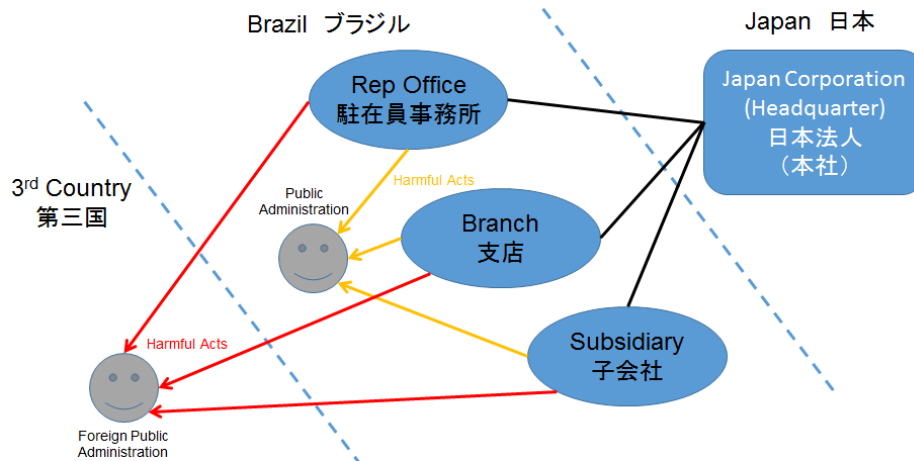 Brazil ブラジル
Japan 日本
Rep Office
駐在員事務所
Japan Corporation
(Headquarter)
日本法人
（本社）
3rd Country
第三国
Public
Administration
Harmful Acts
Branch
支店
Harmful Acts
Subsidiary
子会社
Foreign Public
Administration